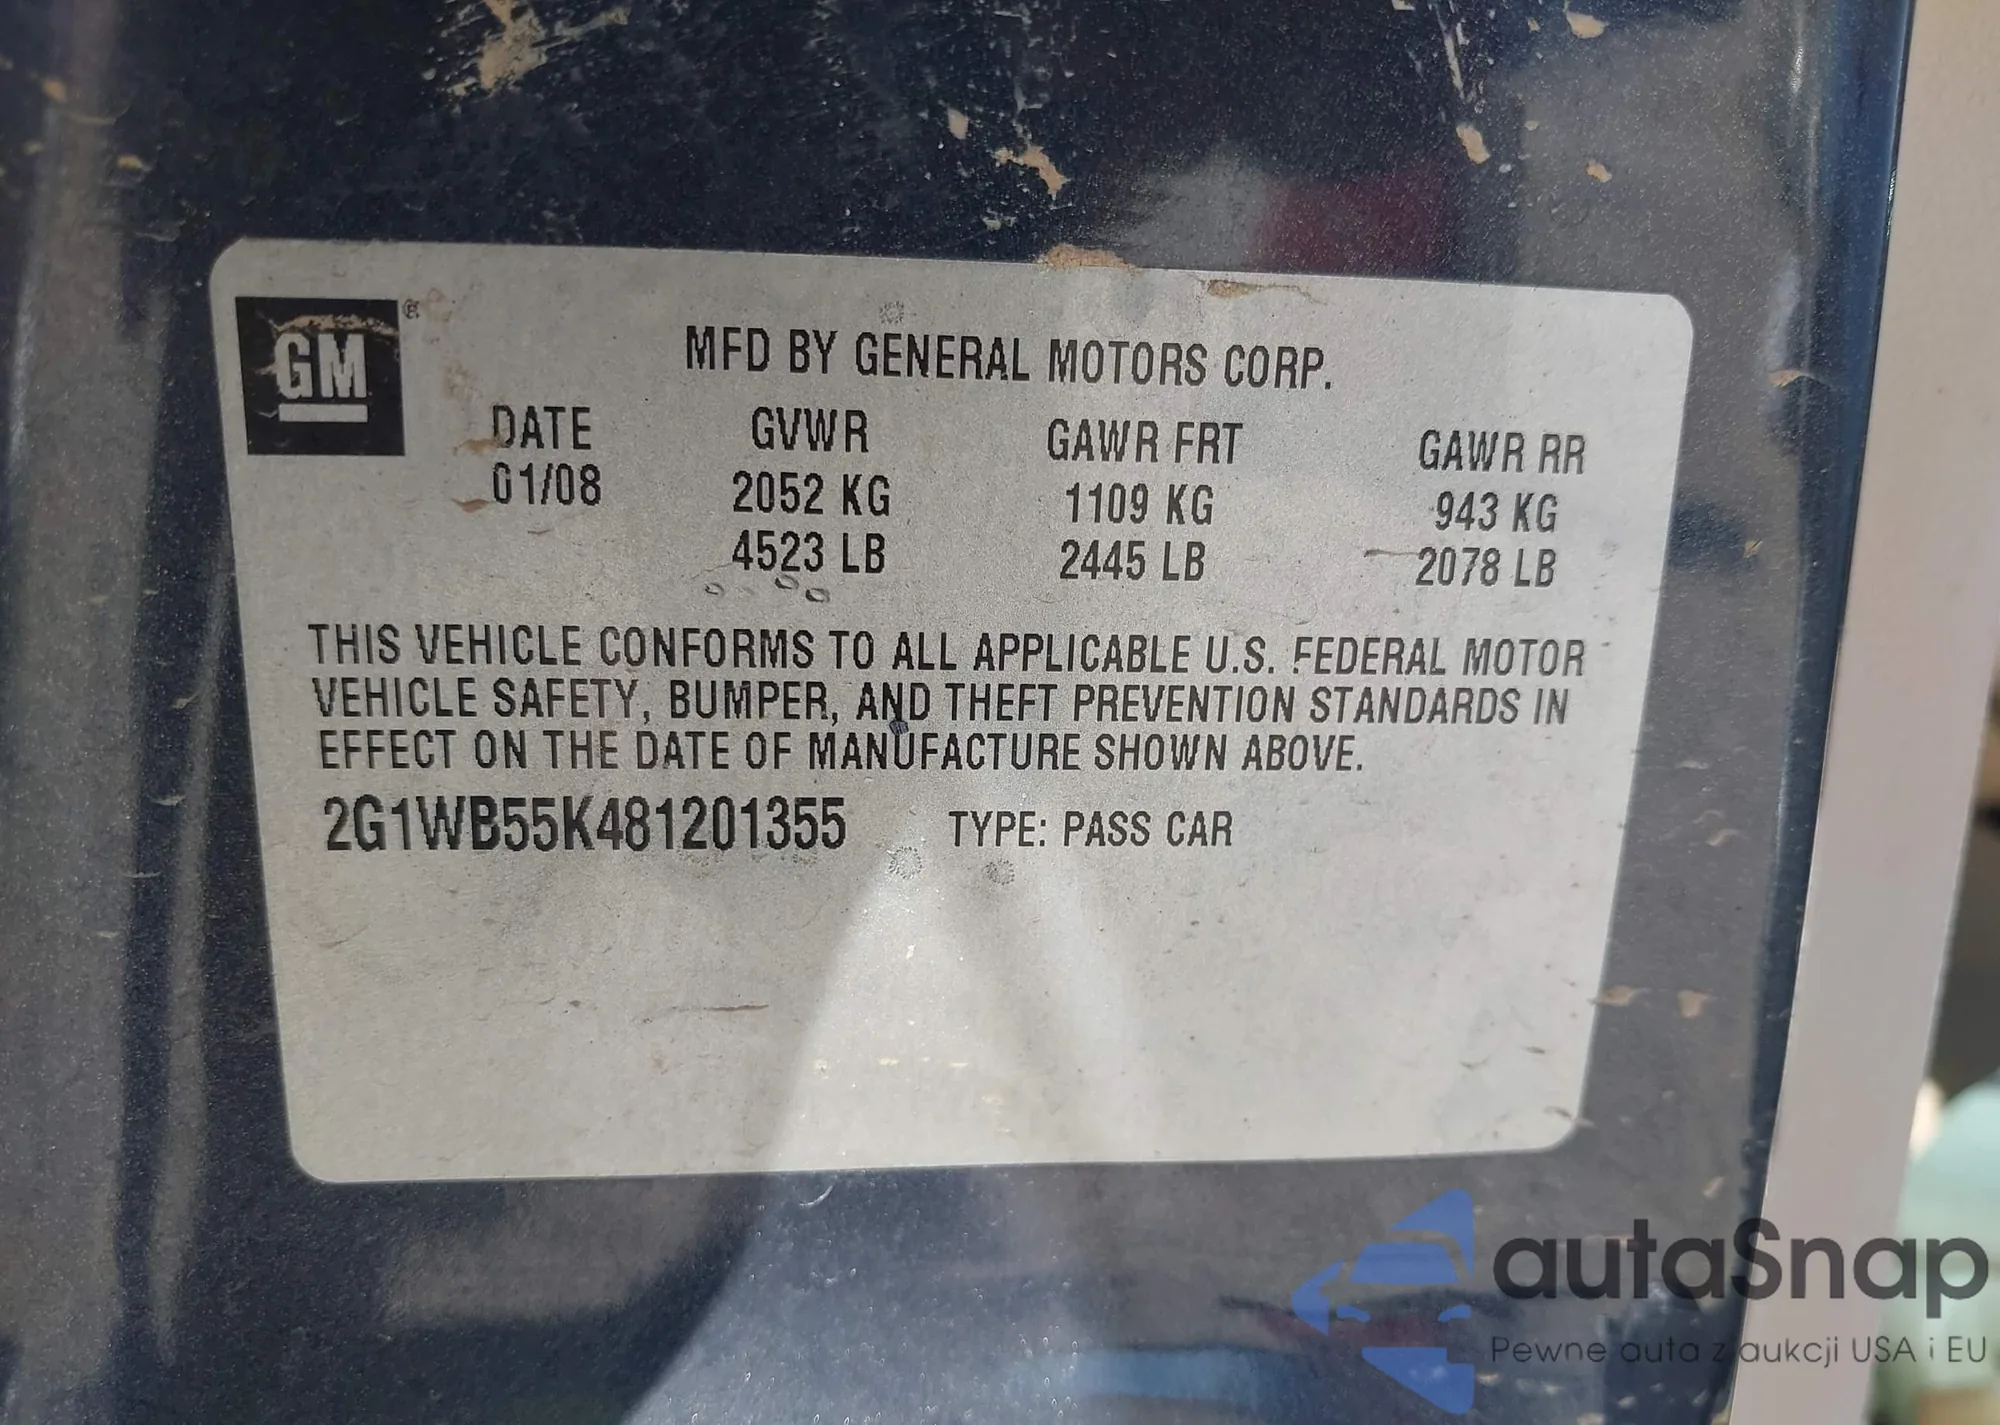 GM ®
MFD BY GENERAL MOTORS CORP.
DATE GVWR GAWR FRT GAWR RR
01/08 2052 KG 1109 KG 943 KG
4523 LB 2445 LB 2078 LB
THIS VEHICLE CONFORMS TO ALL APPLICABLE U.S. FEDERAL MOTOR
VEHICLE SAFETY, BUMPER, AND THEFT PREVENTION STANDARDS IN
EFFECT ON THE DATE OF MANUFACTURE SHOWN ABOVE.
2G1WB55K481201355 TYPE: PASS CAR
autaSnap
Pewne auta z aukcji USA i EU